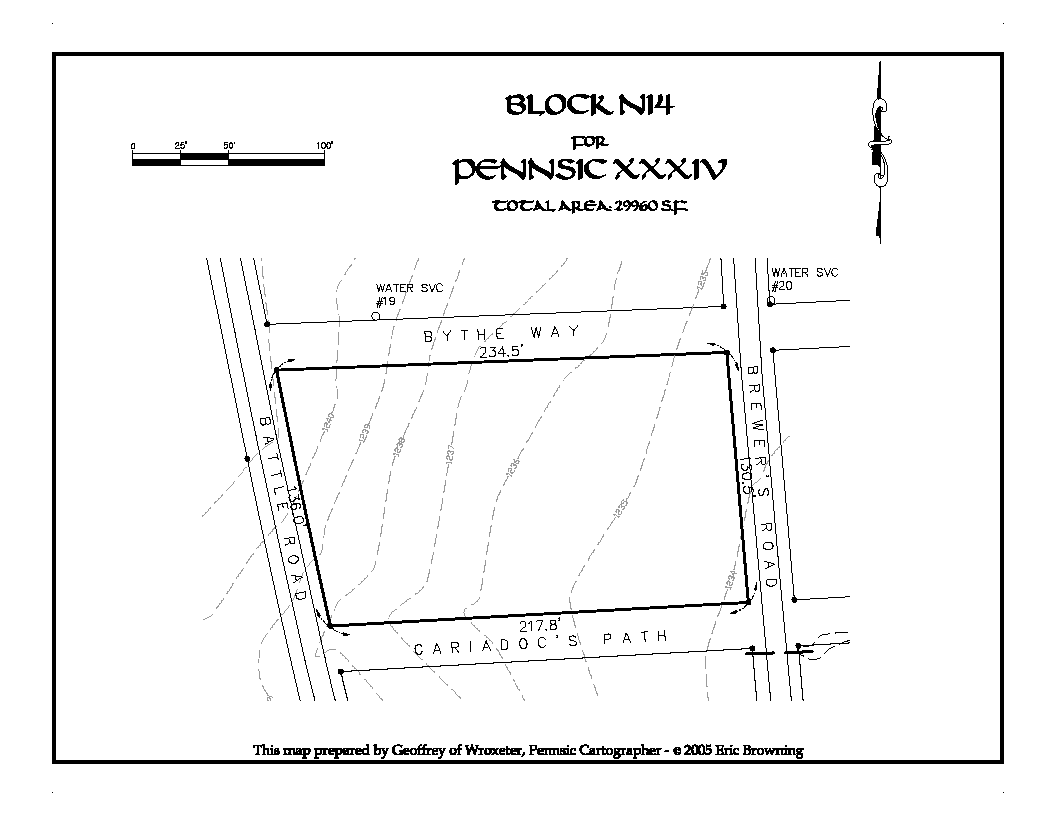 BLOCK N14
FOR
PENNSIC XXXIV
TOTAL AREA: 29960 S.F.
0 25' 50' 100'
WATER SVC
#19
WATER SVC
#20
BYTHE WAY
234.5'
1235
BATTLE ROAD
136.0'
1240
1239
1238
1237
1236
1235
1234
BREWER'S ROAD
130.5'
217.8'
CARIADOC'S PATH
This map prepared by Geoffrey of Wroxeter, Pennsic Cartographer - © 2005 Eric Browning